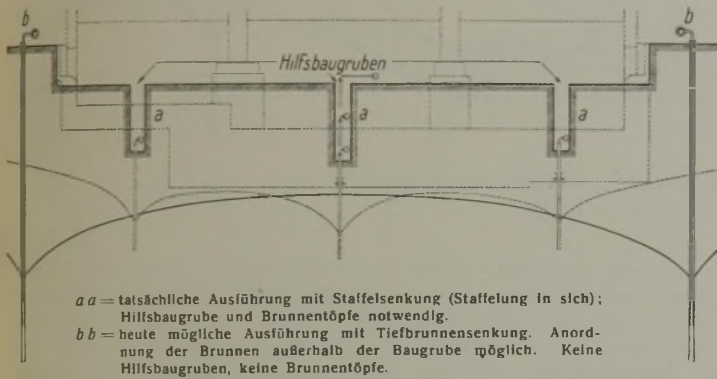 b b
Hilfsbaugruben
a a a
a a = tatsächliche Ausführung mit Staffelsenkung (Staffelung in sich);
Hilfsbaugrube und Brunnentöpfe notwendig.
b b = heute mögliche Ausführung mit Tiefbrunnensenkung. Anord-
nung der Brunnen außerhalb der Baugrube möglich. Keine
Hilfsbaugruben, keine Brunnentöpfe.